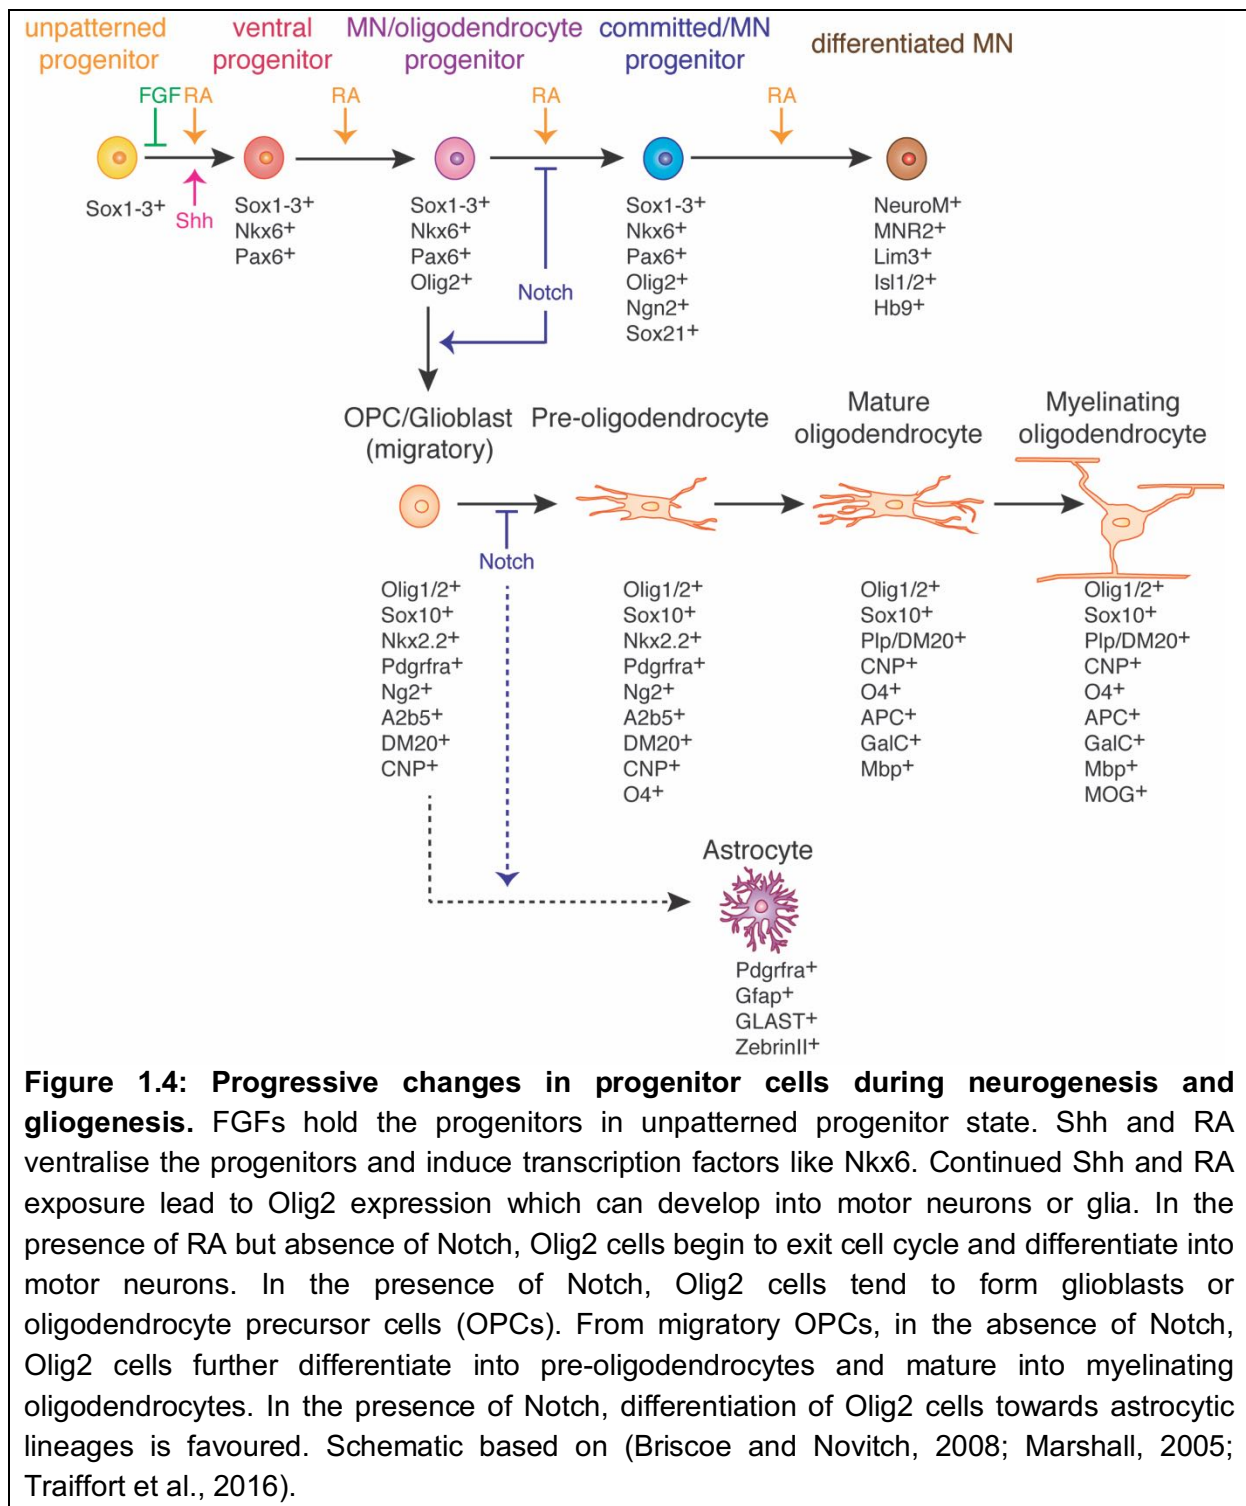 unpatterned progenitor
ventral progenitor
MN/oligodendrocyte progenitor
committed/MN progenitor
differentiated MN
FGF
RA
RA
RA
RA
Shh
Sox1-3+
Sox1-3+
Nkx6+
Pax6+
Sox1-3+
Nkx6+
Pax6+
Olig2+
Notch
Sox1-3+
Nkx6+
Pax6+
Olig2+
Ngn2+
Sox21+
NeuroM+
MNR2+
Lim3+
Isl1/2+
Hb9+
OPC/Glioblast
(migratory)
Pre-oligodendrocyte
Mature
oligodendrocyte
Myelinating
oligodendrocyte
Notch
Olig1/2+
Sox10+
Nkx2.2+
Pdgrfra+
Ng2+
A2b5+
DM20+
CNP+
Olig1/2+
Sox10+
Nkx2.2+
Pdgrfra+
Ng2+
A2b5+
DM20+
CNP+
O4+
Olig1/2+
Sox10+
Plp/DM20+
CNP+
O4+
APC+
GalC+
Mbp+
Olig1/2+
Sox10+
Plp/DM20+
CNP+
O4+
APC+
GalC+
Mbp+
MOG+
Astrocyte
Pdgrfra+
Gfap+
GLAST+
ZebrinII+
Figure 1.4: Progressive changes in progenitor cells during neurogenesis and
gliogenesis. FGFs hold the progenitors in unpatterned progenitor state. Shh and RA
ventralise the progenitors and induce transcription factors like Nkx6. Continued Shh and RA
exposure lead to Olig2 expression which can develop into motor neurons or glia. In the
presence of RA but absence of Notch, Olig2 cells begin to exit cell cycle and differentiate into
motor neurons. In the presence of Notch, Olig2 cells tend to form glioblasts or
oligodendrocyte precursor cells (OPCs). From migratory OPCs, in the absence of Notch,
Olig2 cells further differentiate into pre-oligodendrocytes and mature into myelinating
oligodendrocytes. In the presence of Notch, differentiation of Olig2 cells towards astrocytic
lineages is favoured. Schematic based on (Briscoe and Novitch, 2008; Marshall, 2005;
Traiffort et al., 2016).